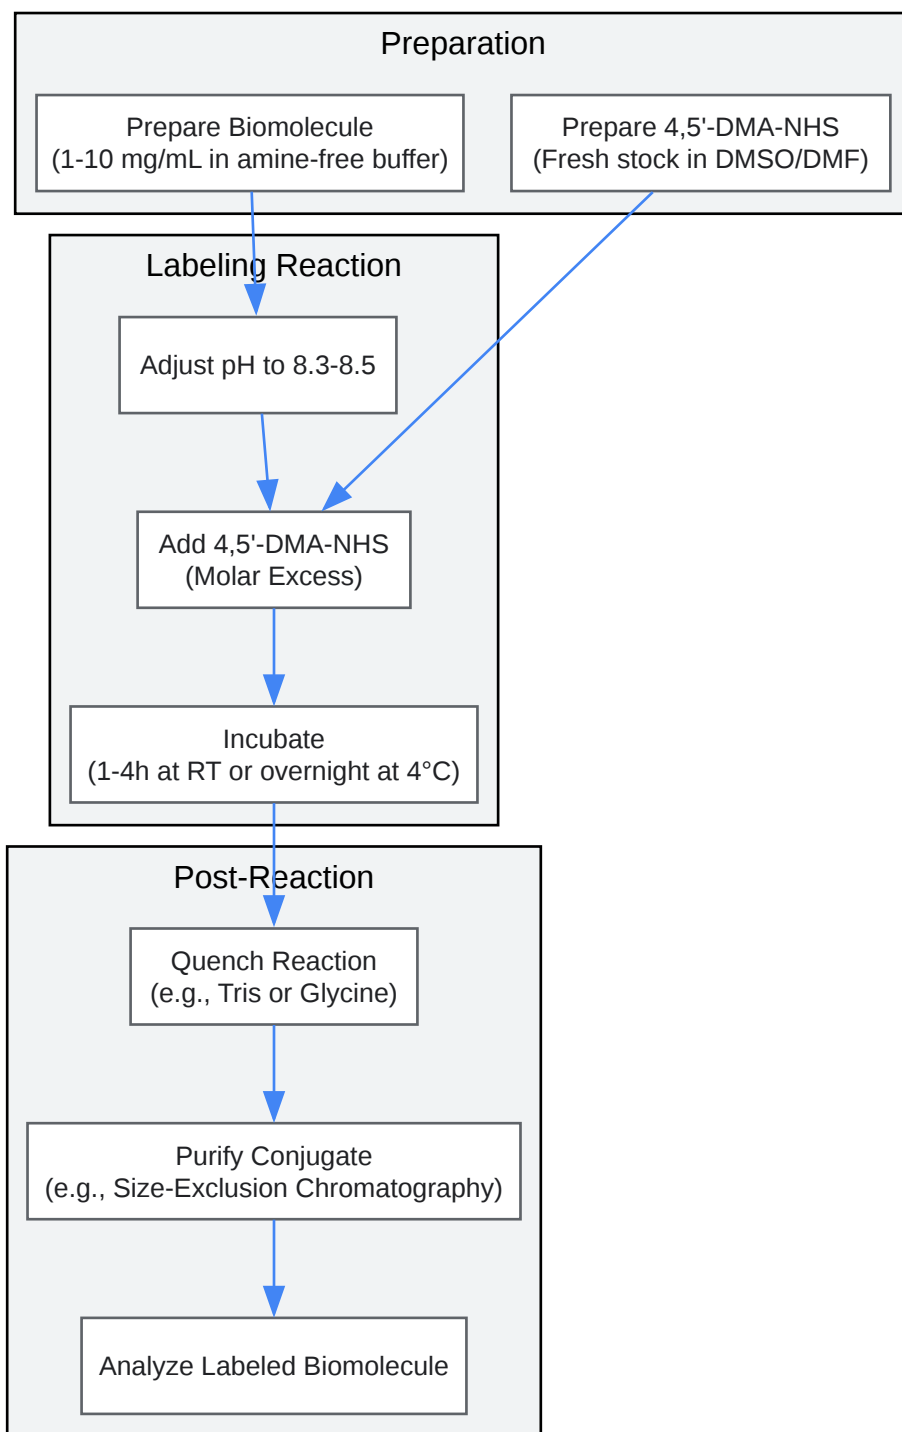 Preparation
Prepare Biomolecule
(1-10 mg/mL in amine-free buffer)
Prepare 4,5'-DMA-NHS
(Fresh stock in DMSO/DMF)
Labeling Reaction
Adjust pH to 8.3-8.5
Add 4,5'-DMA-NHS
(Molar Excess)
Incubate
(1-4h at RT or overnight at 4°C)
Post-Reaction
Quench Reaction
(e.g., Tris or Glycine)
Purify Conjugate
(e.g., Size-Exclusion Chromatography)
Analyze Labeled Biomolecule